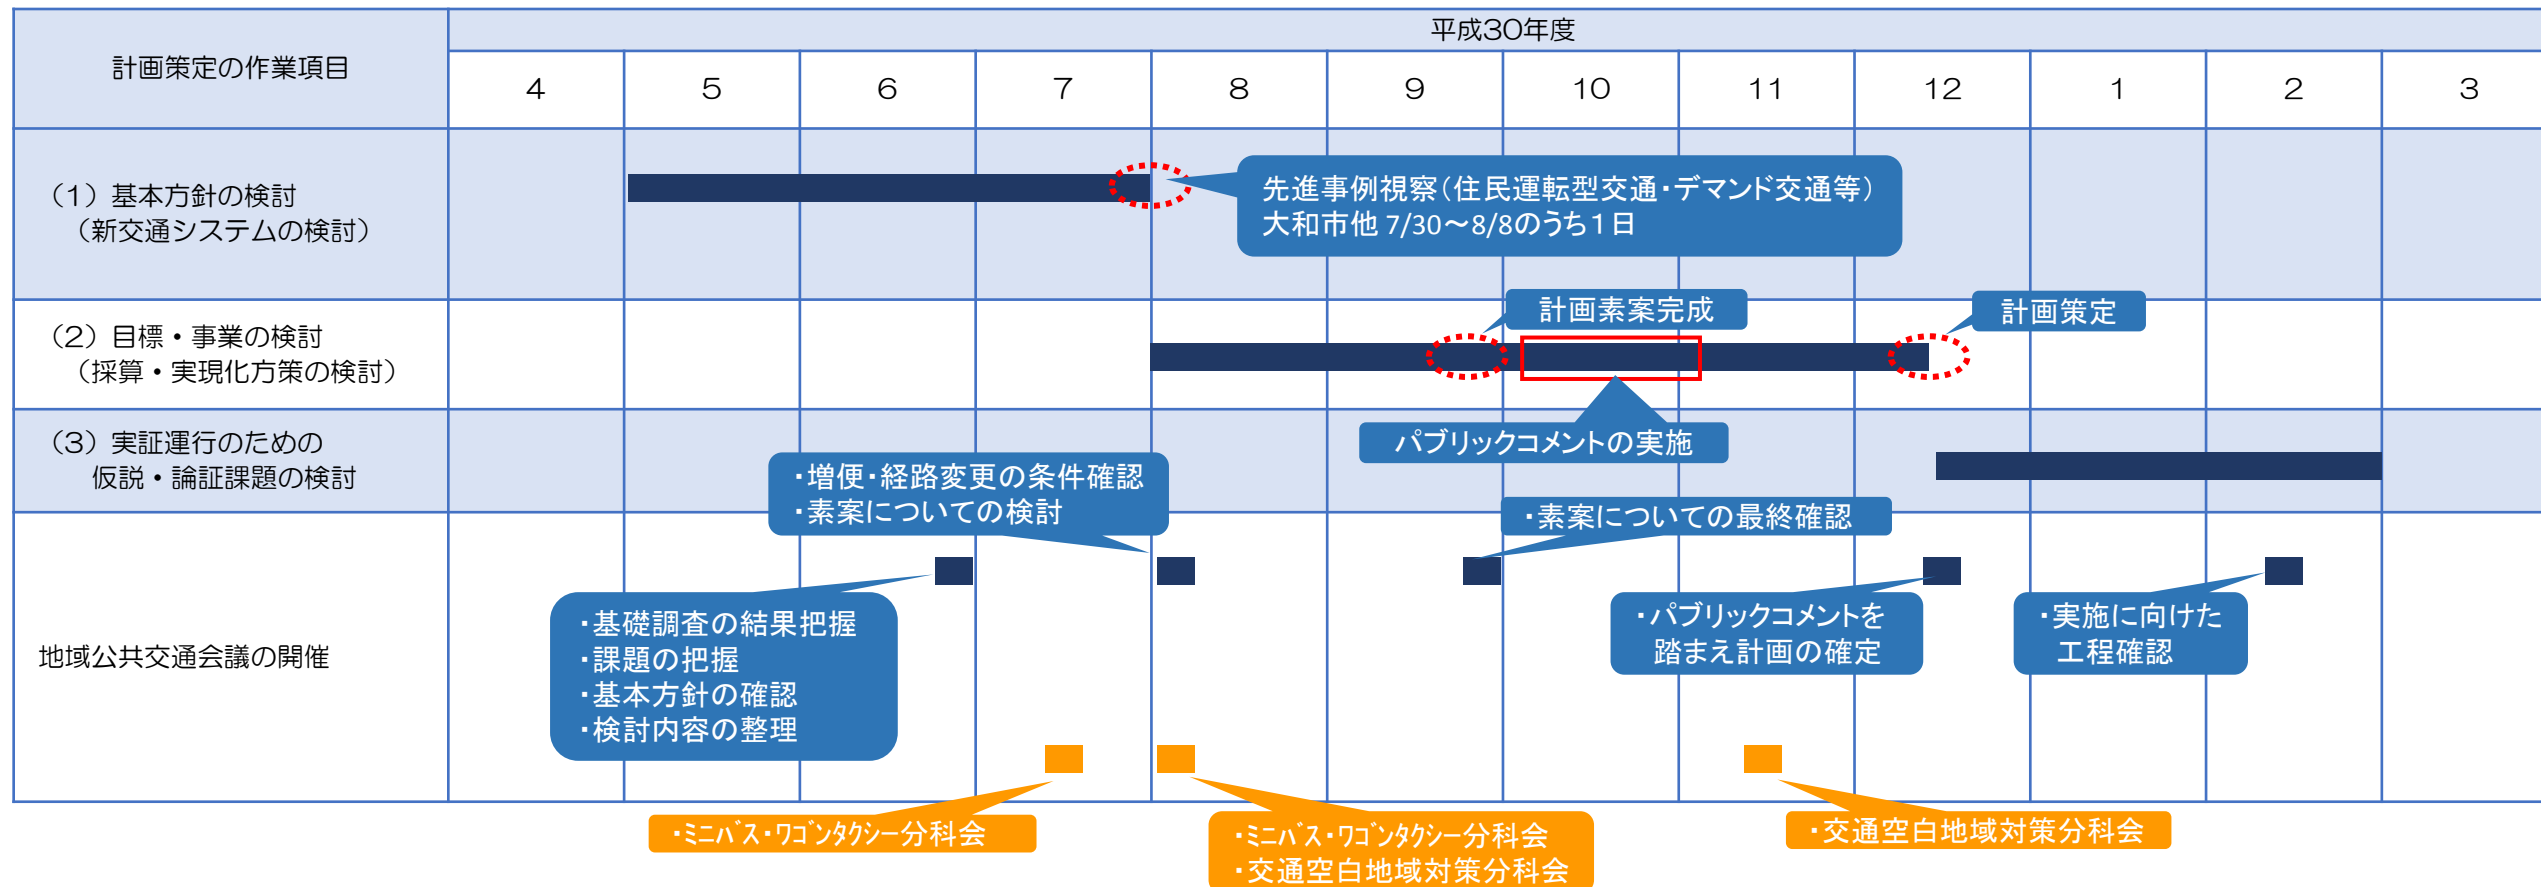 計画策定の作業項目
平成30年度
4 5 6 7 8 9 10 11 12 1 2 3
（1）基本方針の検討
（新交通システムの検討）
先進事例視察（住民運転型交通・デマンド交通等）
大和市他 7/30～8/8のうち１日
（2）目標・事業の検討
（採算・実現化方策の検討）
計画素案完成
計画策定
パブリックコメントの実施
（3）実証運行のための
仮説・論証課題の検討
・増便・経路変更の条件確認
・素案についての検討
・素案についての最終確認
地域公共交通会議の開催
・基礎調査の結果把握
・課題の把握
・基本方針の確認
・検討内容の整理
・パブリックコメントを
踏まえ計画の確定
・実施に向けた
工程確認
・ﾐﾆﾊﾞｽ・ﾜｺﾞﾝﾀｸｼｰ分科会
・ﾐﾆﾊﾞｽ・ﾜｺﾞﾝﾀｸｼｰ分科会
・交通空白地域対策分科会
・交通空白地域対策分科会